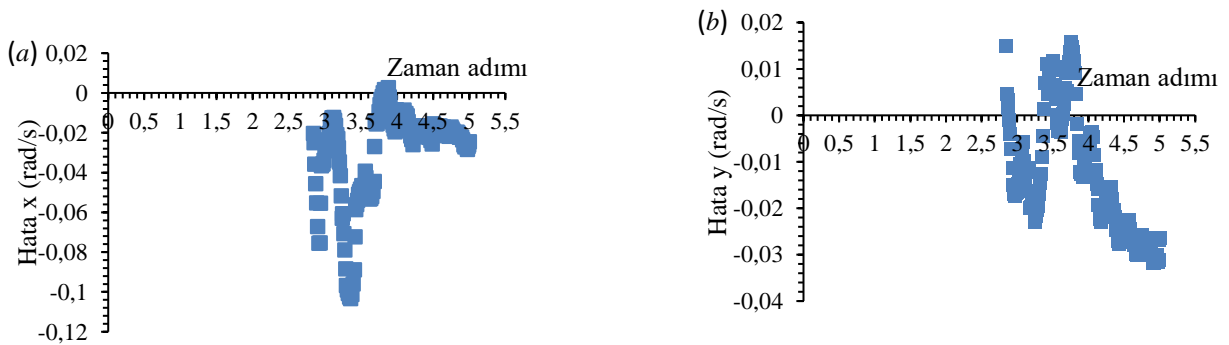 (a)
0,02
0
-0,02
-0,04
-0,06
-0,08
-0,1
-0,12
Hata x (rad/s)
Zaman adımı
0 0,5 1 1,5 2 2,5 3 3,5 4 4,5 5 5,5
(b)
0,02
0,01
0
-0,01
-0,02
-0,03
-0,04
Hata y (rad/s)
Zaman adımı
0 0,5 1 1,5 2 2,5 3 3,5 4 4,5 5 5,5